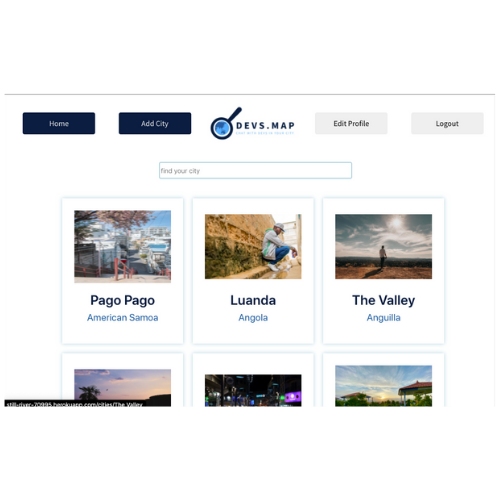 Home
Add City
DEVS.MAP
Edit Profile
Logout
find your city
Pago Pago
Luanda
The Valley
American Samoa
Angola
Anguilla
still-river-70995.herokuapp.com/cities/The Valley